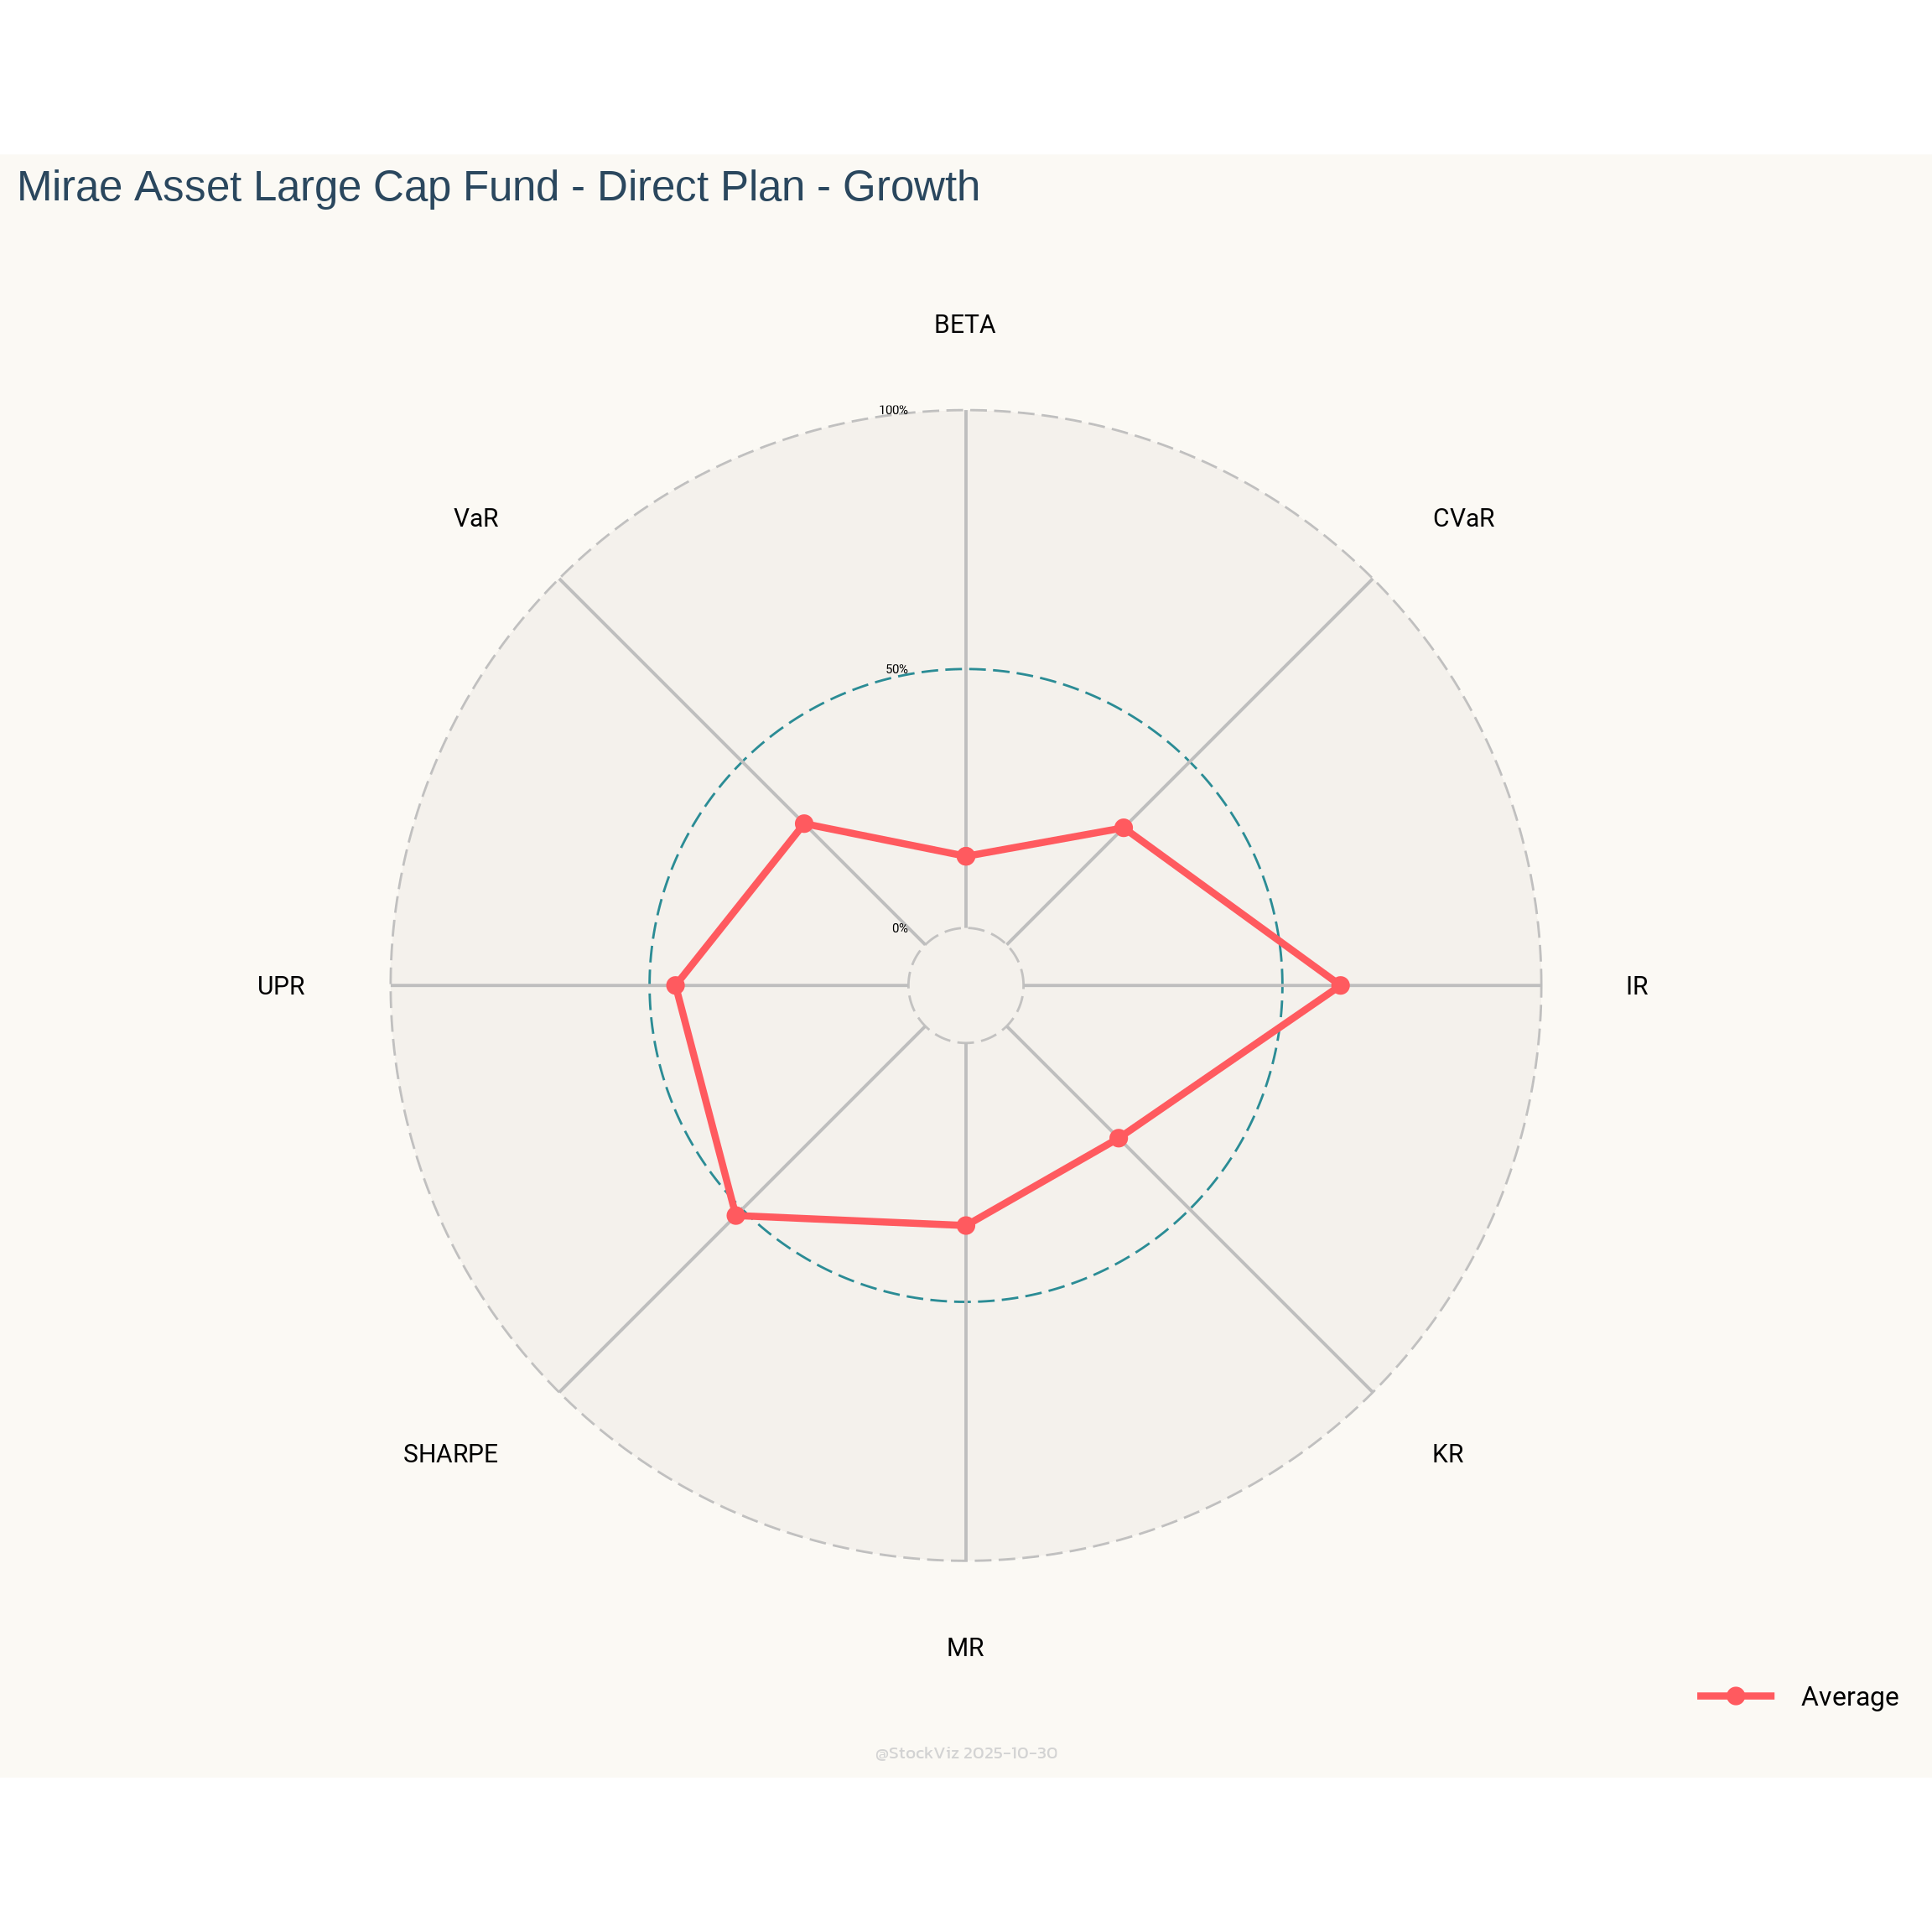 Mirae Asset Large Cap Fund - Direct Plan - Growth
BETA
100%
VaR
CVaR
50%
0%
UPR
IR
SHARPE
KR
MR
Average
@StockViz 2025-10-30